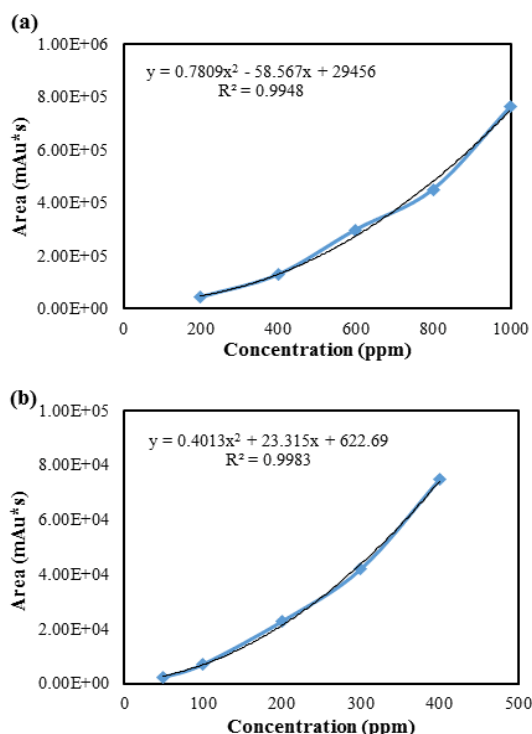 (a)
1.00E+06
y = 0.7809x² - 58.567x + 29456
R² = 0.9948
8.00E+05
6.00E+05
4.00E+05
2.00E+05
0.00E+00
Area (mAu*s)
0 200 400 600 800 1000
Concentration (ppm)
(b)
1.00E+05
y = 0.4013x² + 23.315x + 622.69
R² = 0.9983
8.00E+04
6.00E+04
4.00E+04
2.00E+04
0.00E+00
Area (mAu*s)
0 100 200 300 400 500
Concentration (ppm)